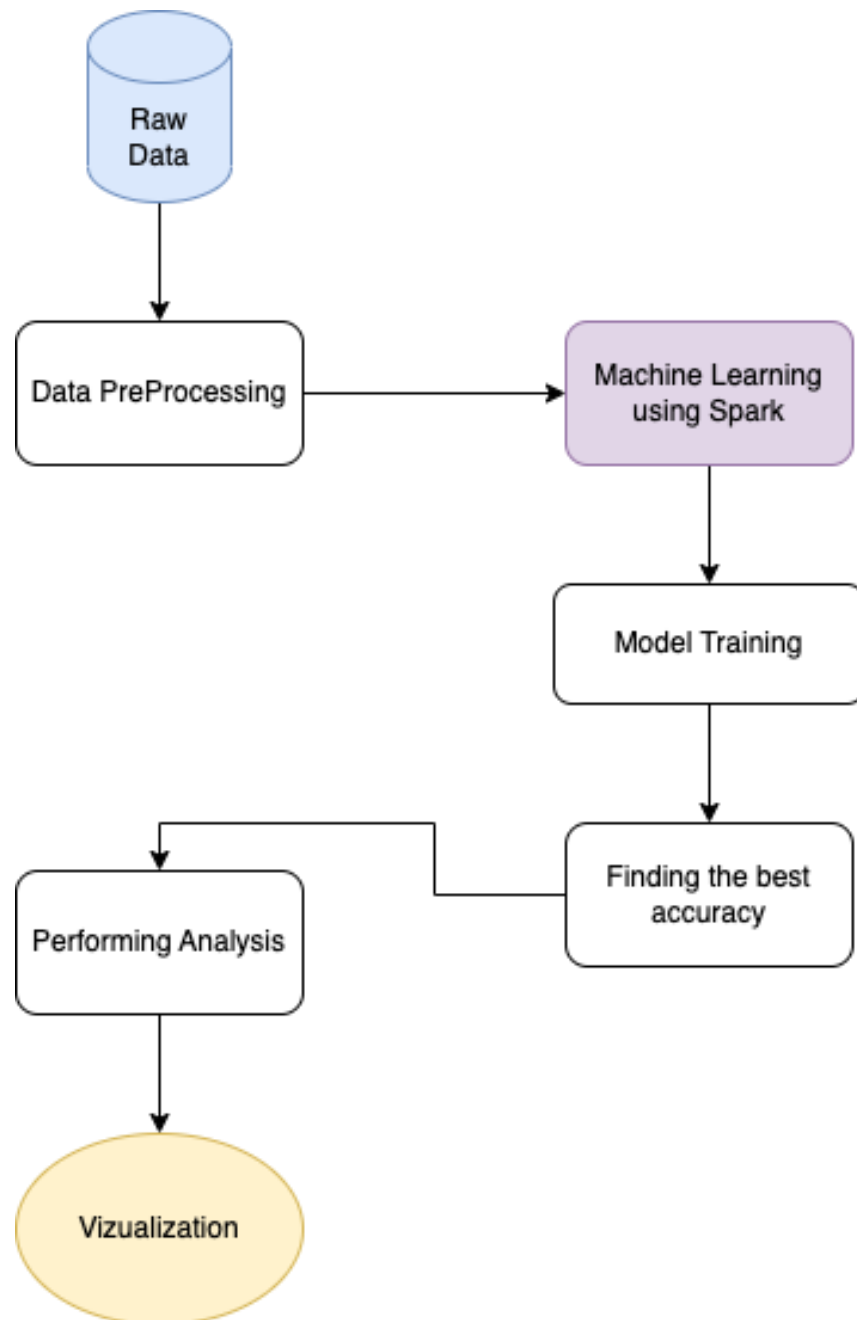 Raw
Data
Data PreProcessing
Machine Learning
using Spark
Model Training
Finding the best
accuracy
Performing Analysis
Vizualization